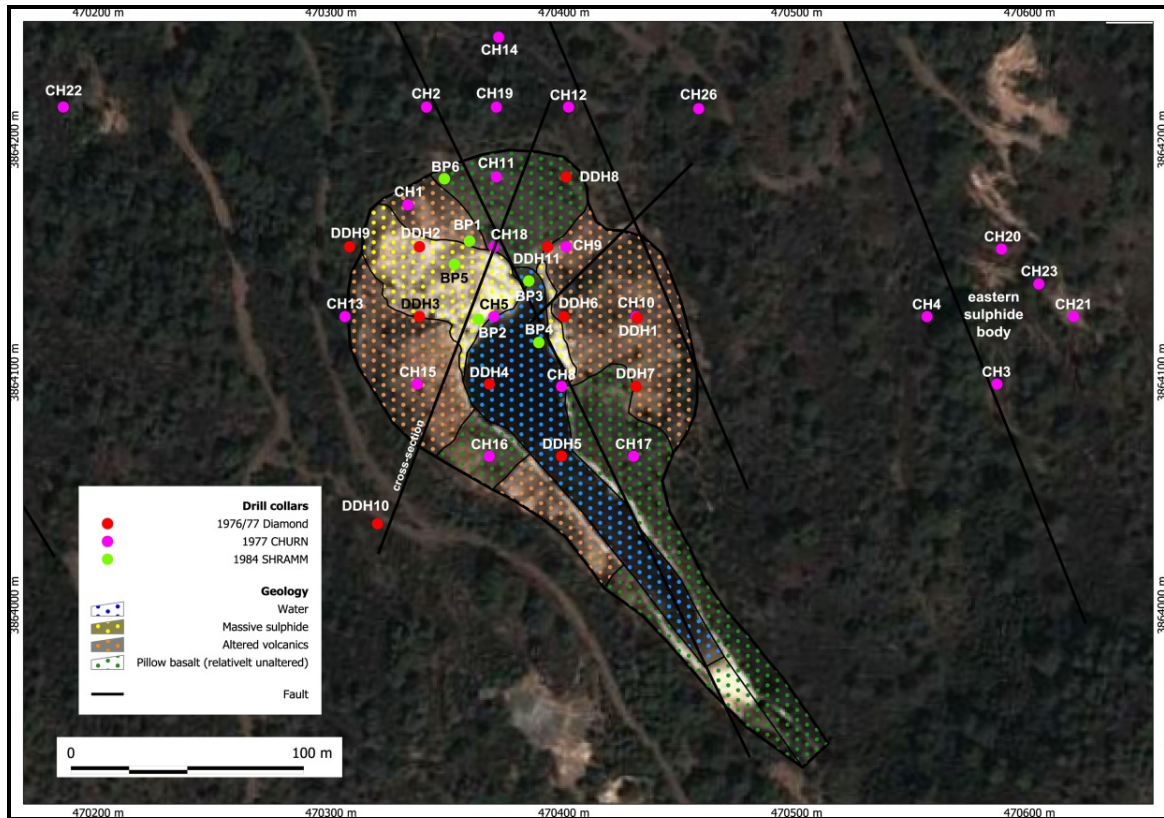 470200 m
470300 m
470400 m
470500 m
470600 m
CH14
CH22
CH2
CH19
CH12
CH26
3864200 m
3864200 m
BP6
CH11
DDH8
CH1
DDH9
DDH2
BP1
CH18
CH9
CH20
DDH11
BP5
BP3
CH23
CH13
DDH3
CH5
DDH6
CH10
CH4
eastern
sulphide
body
CH21
BP2
BP4
DDH1
3864100 m
3864100 m
CH15
DDH4
CH8
DDH7
CH3
cross-section
CH16
DDH5
CH17
DDH10
Drill collars
1976/77 Diamond
1977 CHURN
1984 SHRAMM
Geology
Water
Massive sulphide
Altered volcanics
Pillow basalt (relativelt unaltered)
Fault
3864000 m
3864000 m
0
100 m
470200 m
470300 m
470400 m
470500 m
470600 m